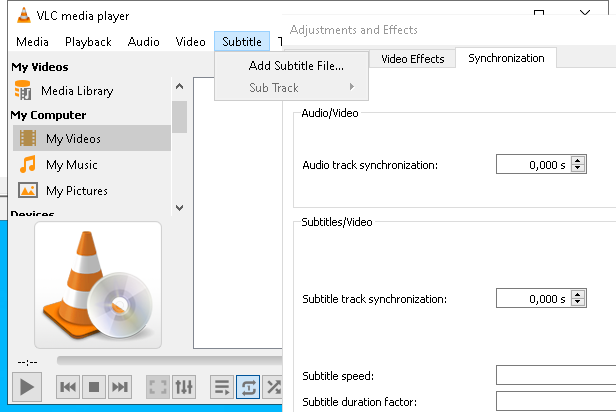 VLC media player
Media Playback Audio Video Subtitle T
Adjustments and Effects
Add Subtitle File...
Sub Track
Video Effects
Synchronization
My Videos
Media Library
My Computer
My Videos
My Music
My Pictures
Devices
--:--
Audio/Video
Audio track synchronization:
0,000 s
Subtitles/Video
Subtitle track synchronization:
0,000 s
Subtitle speed:
Subtitle duration factor: